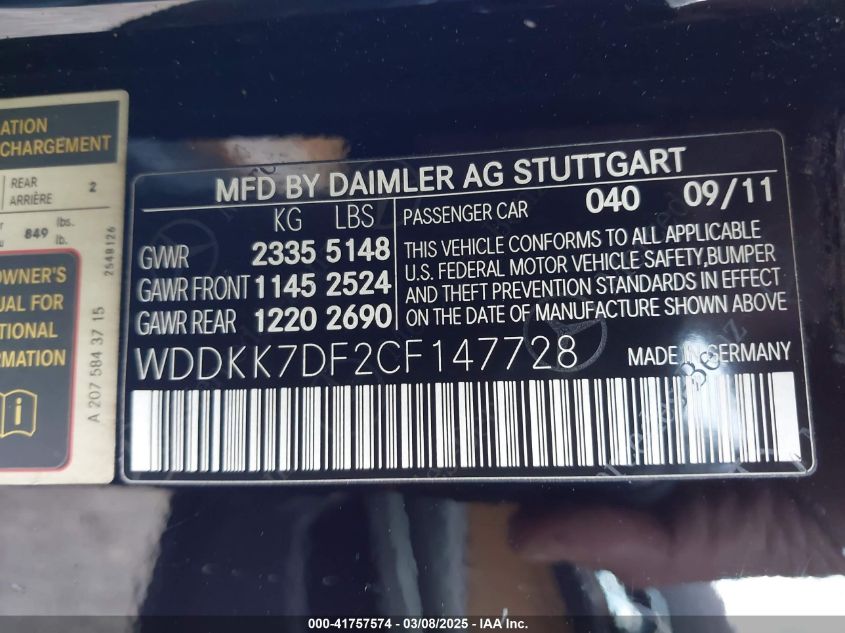 ATION
CHARGEMENT
REAR
ARRIÈRE 2
849 lbs.
lb.
OWNER'S
UAL FOR
TIONAL
RMATION
2548126
A 207 584 37 15
MFD BY DAIMLER AG STUTTGART
KG LBS
PASSENGER CAR 040 09/11
GVWR 2335 5148
GAWR FRONT 1145 2524
GAWR REAR 1220 2690
THIS VEHICLE CONFORMS TO ALL APPLICABLE
U.S. FEDERAL MOTOR VEHICLE SAFETY,BUMPER
AND THEFT PREVENTION STANDARDS IN EFFECT
ON THE DATE OF MANUFACTURE SHOWN ABOVE
WDDKK7DF2CF147728 MADE IN GERMANY
000-41757574 | 03/08/2025 - IAA Inc.